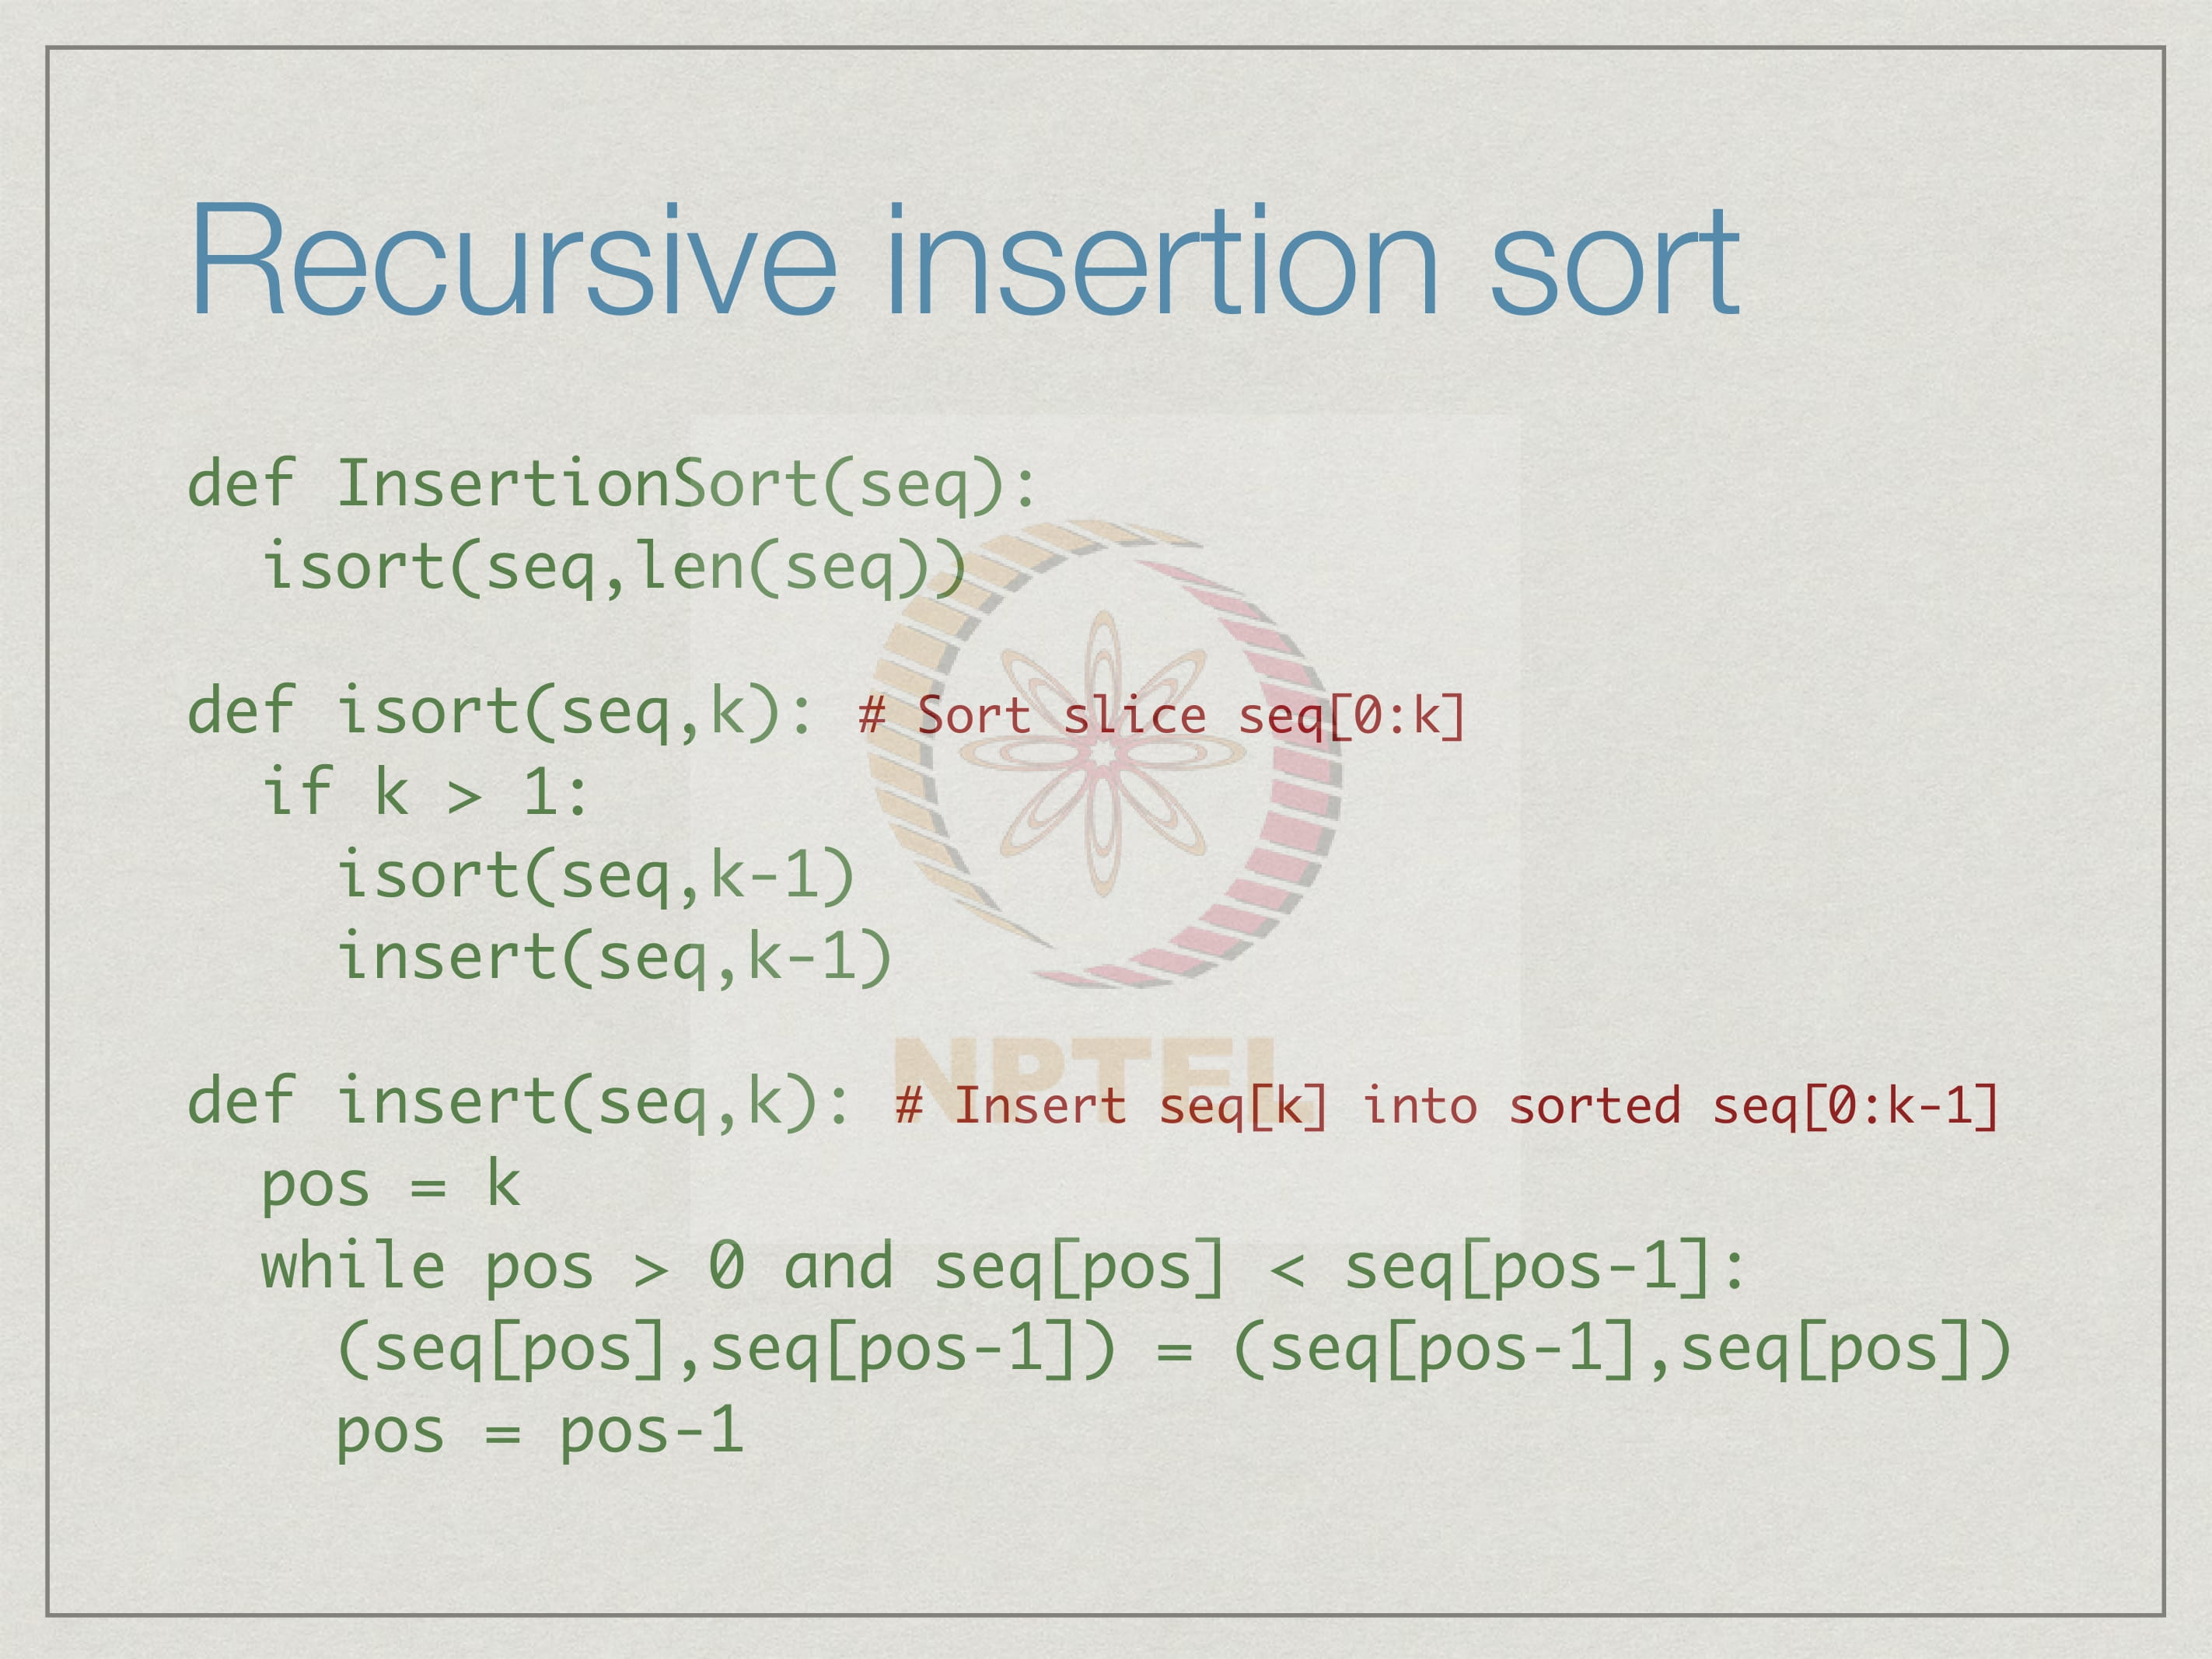 Recursive insertion sort
def InsertionSort(seq):
  isort(seq,len(seq))
def isort(seq,k): # Sort slice seq[0:k]
  if k > 1:
    isort(seq,k-1)
    insert(seq,k-1)
NPTEL
def insert(seq,k): # Insert seq[k] into sorted seq[0:k-1]
  pos = k
  while pos > 0 and seq[pos] < seq[pos-1]:
    (seq[pos],seq[pos-1]) = (seq[pos-1],seq[pos])
    pos = pos-1